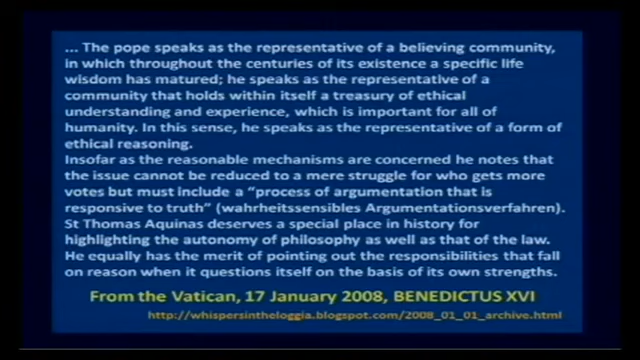 ... The pope speaks as the representative of a believing community,
in which throughout the centuries of its existence a specific life
wisdom has matured; he speaks as the representative of a
community that holds within itself a treasury of ethical
understanding and experience, which is important for all of
humanity. In this sense, he speaks as the representative of a form of
ethical reasoning.
Insofar as the reasonable mechanisms are concerned he notes that
the issue cannot be reduced to a mere struggle for who gets more
votes but must include a “process of argumentation that is
responsive to truth” (wahrheitssensibles Argumentationsverfahren).
St Thomas Aquinas deserves a special place in history for
highlighting the autonomy of philosophy as well as that of the law.
He equally has the merit of pointing out the responsibilities that fall
on reason when it questions itself on the basis of its own strengths.
From the Vatican, 17 January 2008, BENEDICTUS XVI
http://whispersintheloggia.blogspot.com/2008_01_01_archive.html